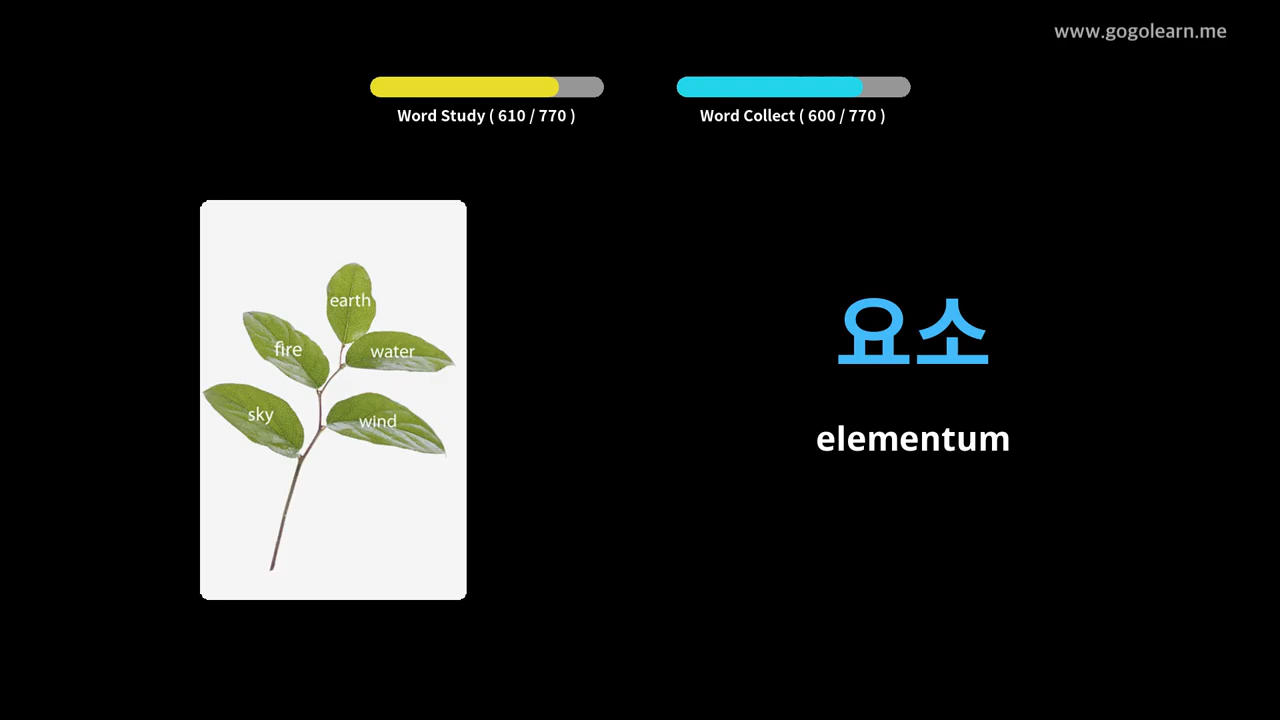 www.gogolearn.me
Word Study ( 610 / 770 )
Word Collect ( 600 / 770 )
earth
fire
water
sky
wind
요소
elementum